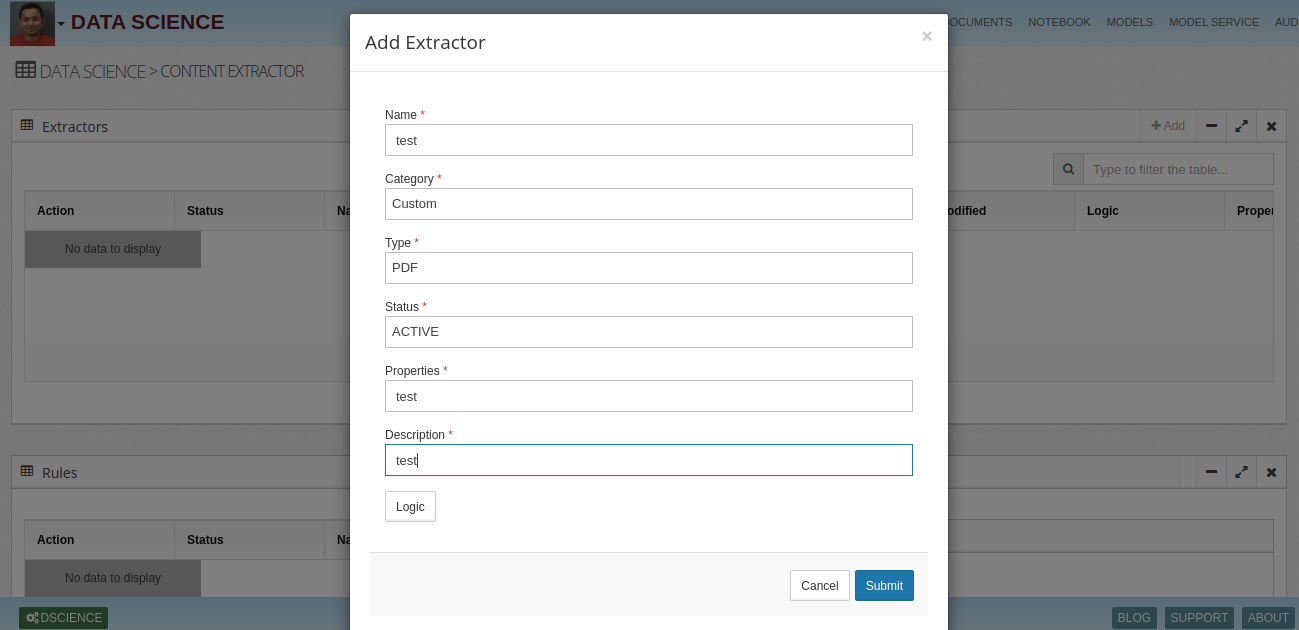 DATA SCIENCE
OCUMENTS NOTEBOOK MODELS MODEL SERVICE AUD
DATA SCIENCE > CONTENT EXTRACTOR
Add Extractor ×
Extractors
+ Add
Type to filter the table...
Action Status Na odified Logic Proper
No data to display
Name *
test
Category *
Custom
Type *
PDF
Status *
ACTIVE
Properties *
test
Description *
test
Logic
Cancel Submit
Rules
Action Status Na
No data to display
DSCIENCE
BLOG SUPPORT ABOUT